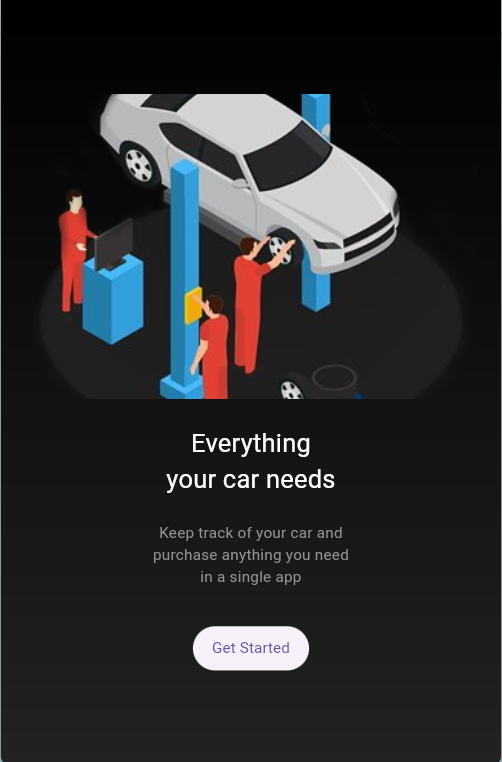 Everything
your car needs
Keep track of your car and
purchase anything you need
in a single app
Get Started